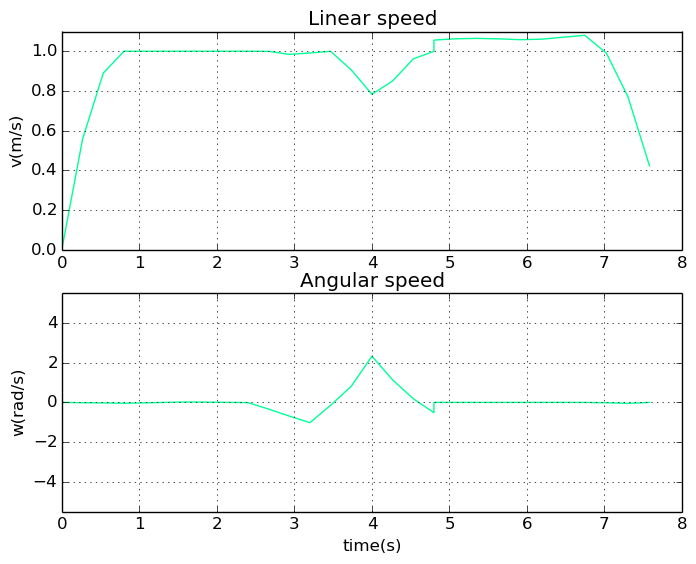 Linear speed
v(m/s)
1.0
0.8
0.6
0.4
0.2
0.0
0 1 2 3 4 5 6 7 8
Angular speed
w(rad/s)
4
2
0
−2
−4
0 1 2 3 4 5 6 7 8
time(s)